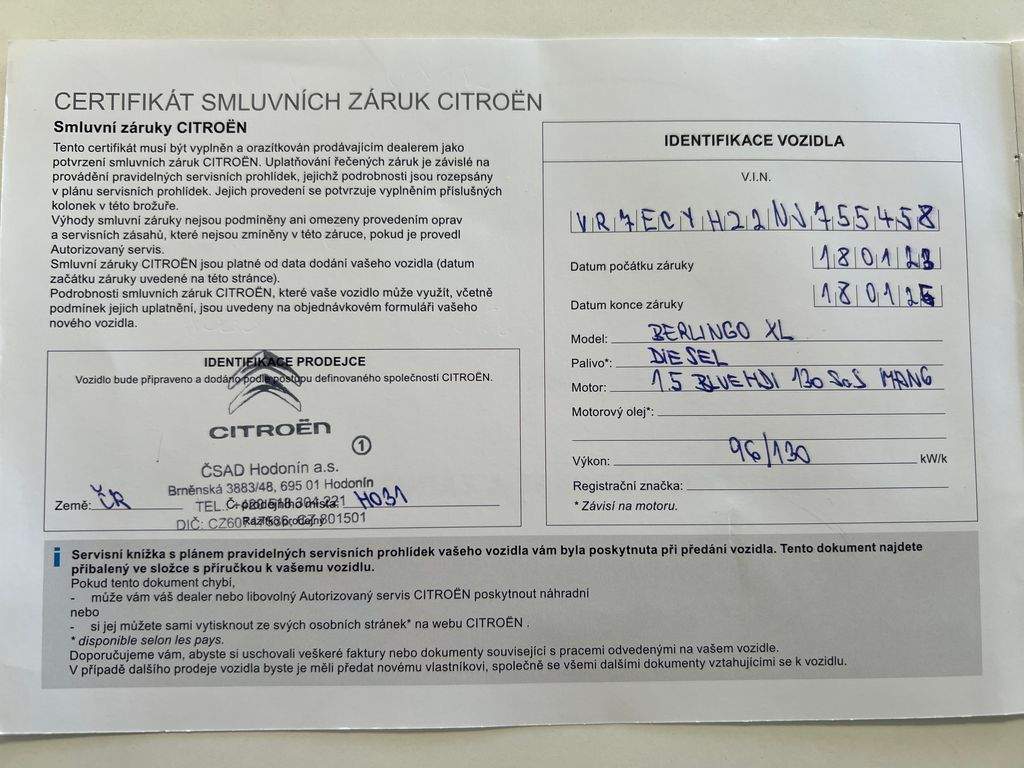 CERTIFIKÁT SMLUVNÍCH ZÁRUK CITROËN
Smluvní záruky CITROËN
Tento certifikát musí být vyplněn a orazítkován prodávajícím dealerem jako
potvrzení smluvních záruk CITROËN. Uplatňování řečených záruk je závislé na
provádění pravidelných servisních prohlídek, jejichž podrobnosti jsou rozepsány
v plánu servisních prohlídek. Jejich provedení se potvrzuje vyplněním příslušných
kolonek v této brožuře.
Výhody smluvní záruky nejsou podmíněny ani omezeny provedením oprav
a servisních zásahů, které nejsou zmíněny v této záruce, pokud je provedl
Autorizovaný servis.
Smluvní záruky CITROËN jsou platné od data dodání vašeho vozidla (datum
začátku záruky uvedené na této stránce).
Podrobnosti smluvních záruk CITROËN, které vaše vozidlo může využít, včetně
podmínek jejich uplatnění, jsou uvedeny na objednávkovém formuláři vašeho
nového vozidla.
IDENTIFIKACE PRODEJCE
Vozidlo bude připraveno a dodáno podle postupu definovaného společností CITROËN.
CITROËN
1
ČSAD Hodonín a.s.
Brněnská 3883/48, 695 01 Hodonín
TEL.
Země: ČR Č. prodejního místa: H031
DIČ:
Razítko prodejny
IDENTIFIKACE VOZIDLA
V.I.N.
VR7ECYH22NJ755458
Datum počátku záruky 180123
Datum konce záruky 18012
Model: BERLINGO XL
Palivo*: DIESEL
Motor: 1.5 BLUEHDI 130 S&S MAN6
Motorový olej*:
Výkon: 96/130 kW/k
Registrační značka:
* Závisí na motoru.
i Servisní knížka s plánem pravidelných servisních prohlídek vašeho vozidla vám byla poskytnuta při předání vozidla. Tento dokument najdete
přibalený ve složce s příručkou k vašemu vozidlu.
Pokud tento dokument chybí,
- může vám váš dealer nebo libovolný Autorizovaný servis CITROËN poskytnout náhradní
nebo
- si jej můžete sami vytisknout ze svých osobních stránek* na webu CITROËN .
* disponible selon les pays.
Doporučujeme vám, abyste si uschovali veškeré faktury nebo dokumenty související s pracemi odvedenými na vašem vozidle.
V případě dalšího prodeje vozidla byste je měli předat novému vlastníkovi, společně se všemi dalšími dokumenty vztahujícími se k vozidlu.